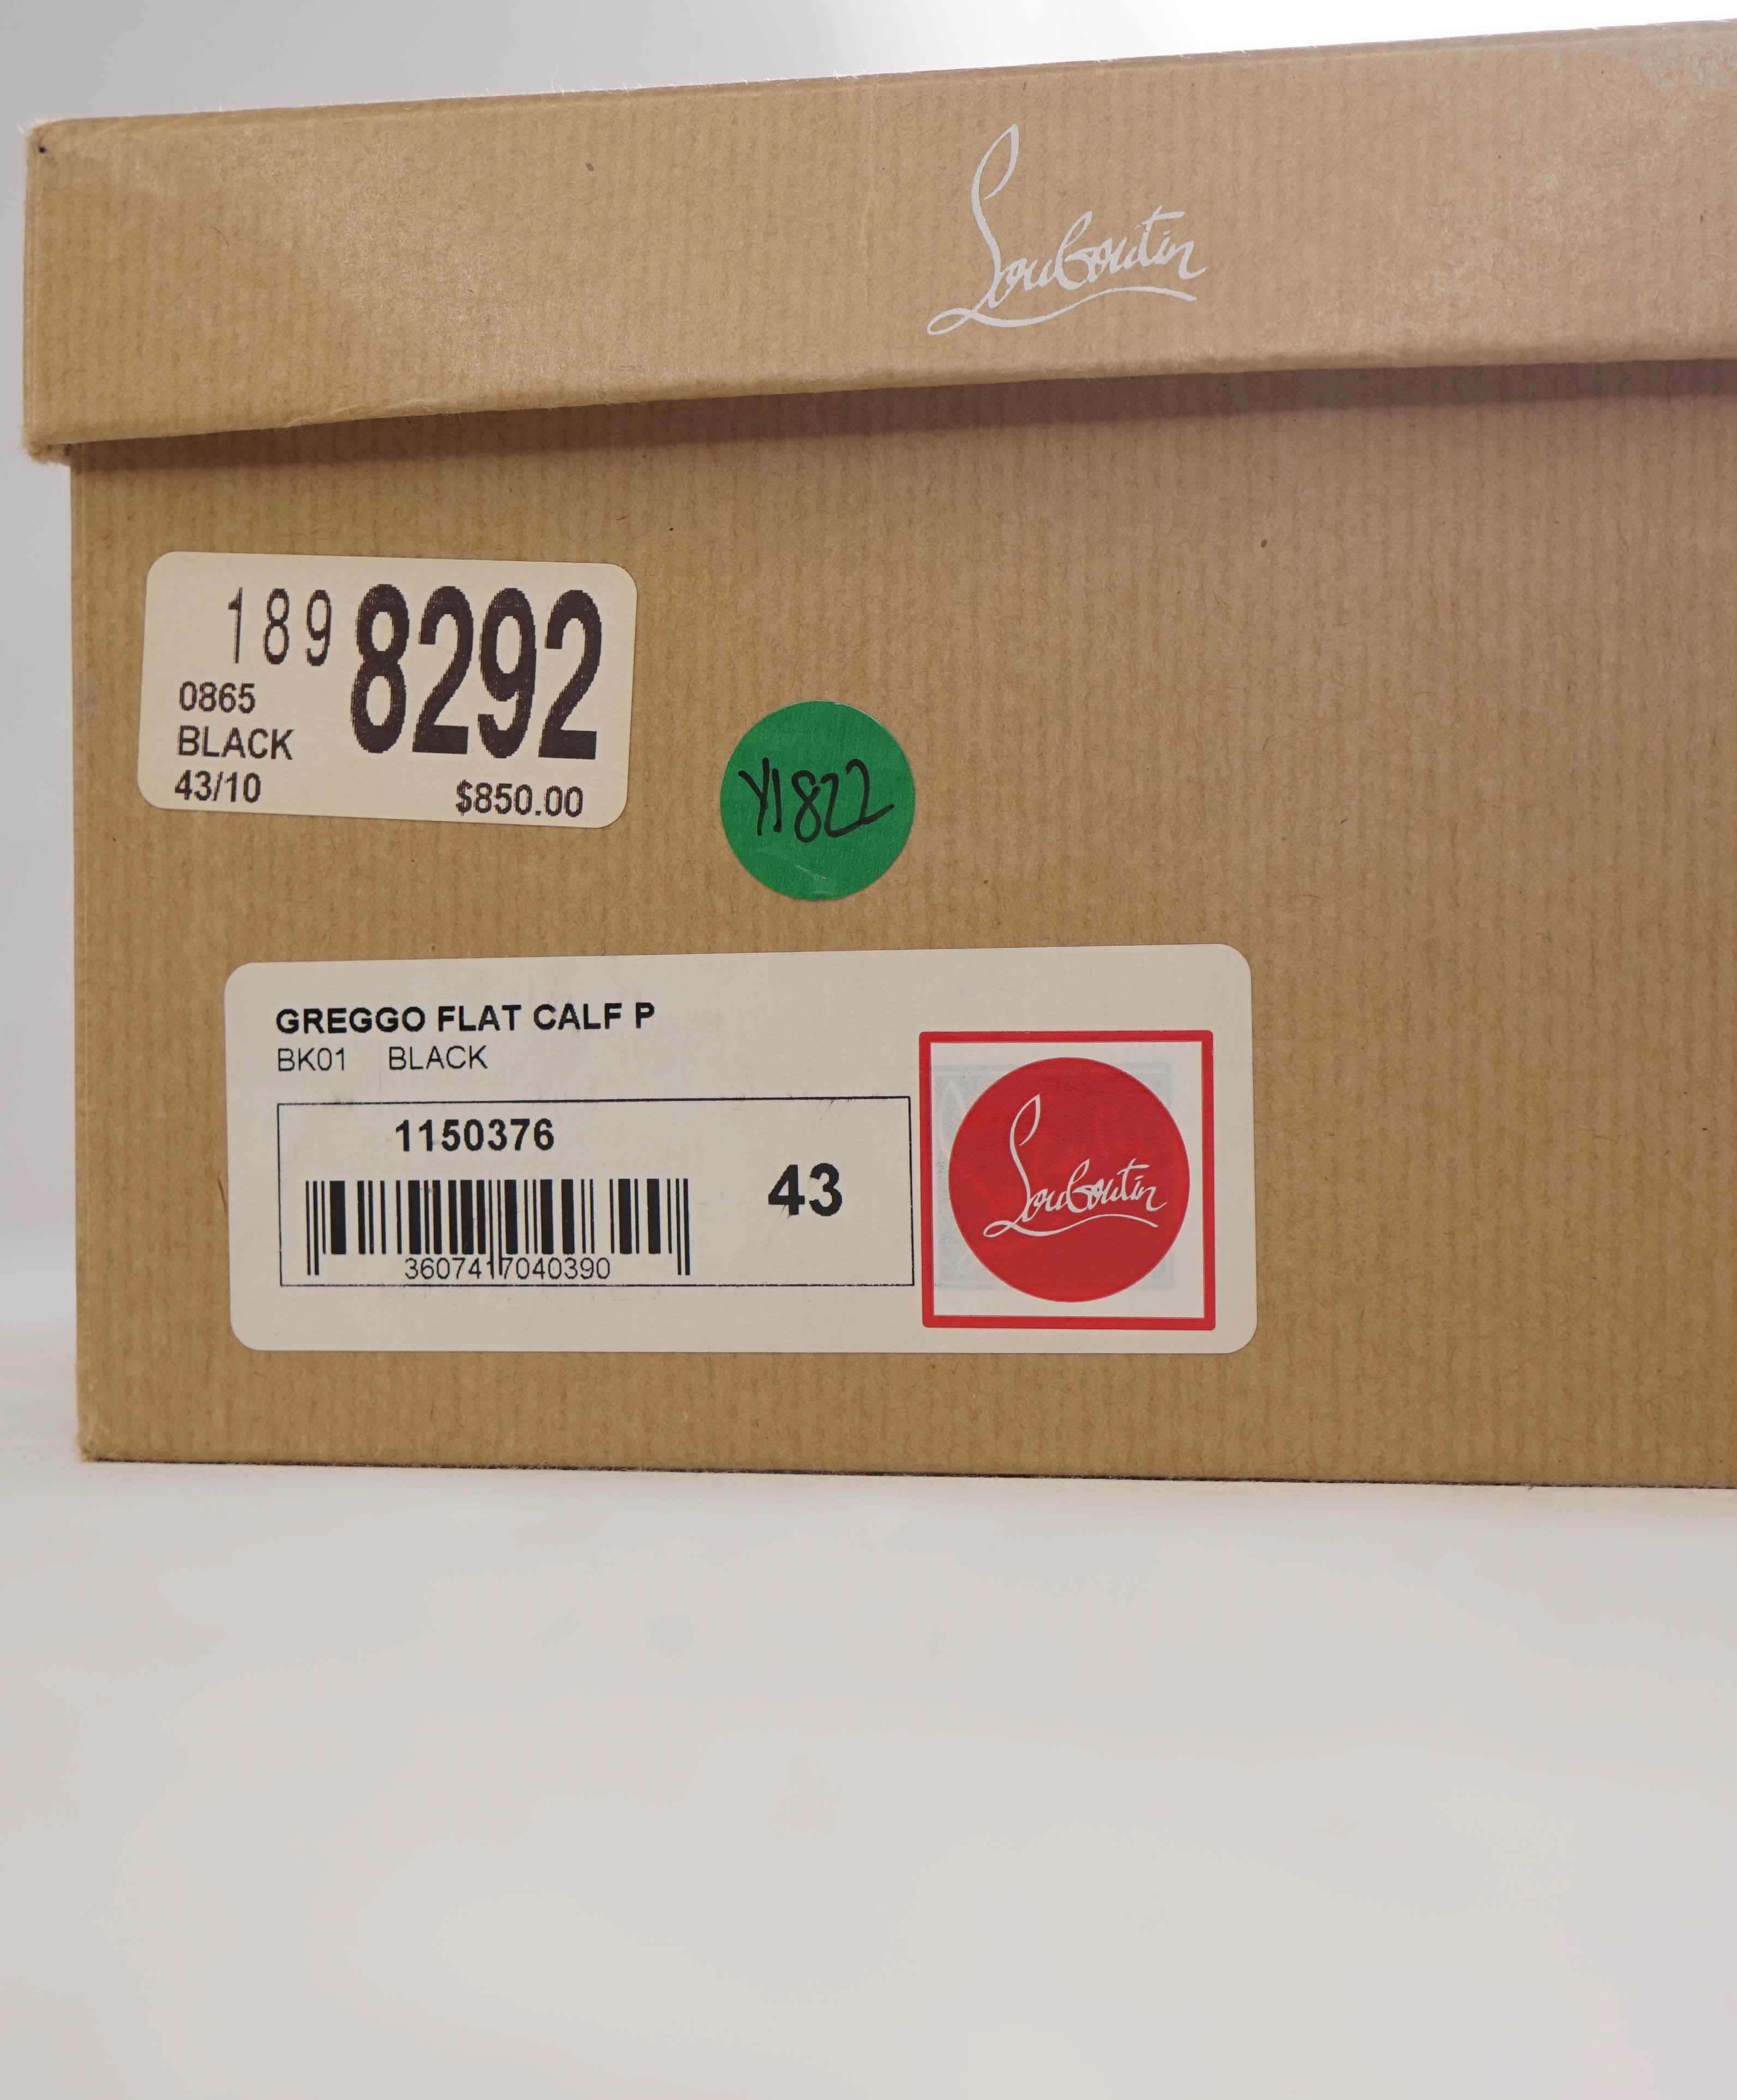 Louboutin
189 8292
0865
BLACK
43/10 $850.00
Y1822
GREGGO FLAT CALF P
BK01 BLACK
1150376
43
3607417040390
Louboutin